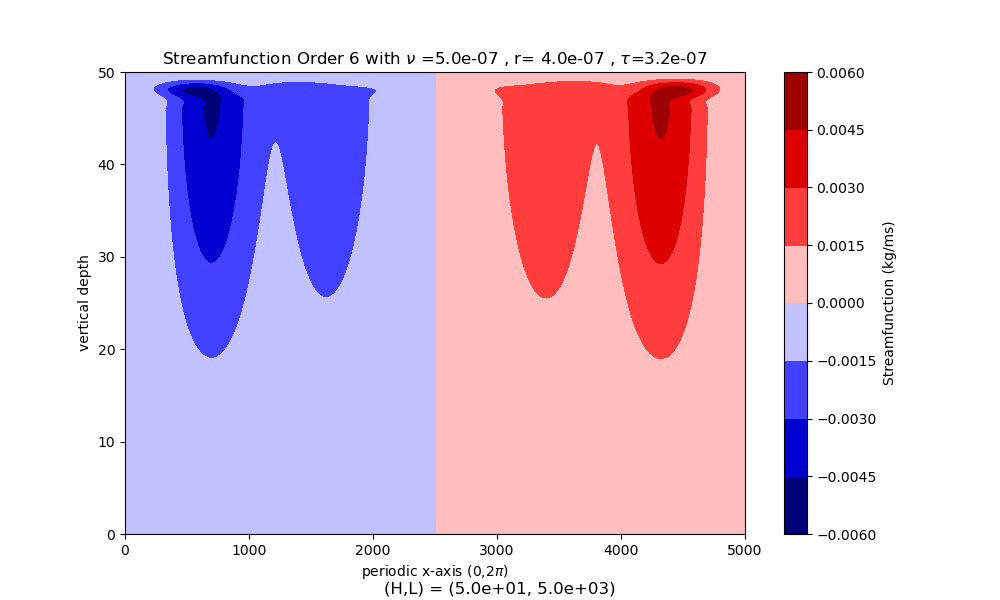 Streamfunction Order 6 with ν =5.0e-07 , r= 4.0e-07 , τ=3.2e-07
50
40
30
20
10
0
vertical depth
0 1000 2000 3000 4000 5000
periodic x-axis (0,2π)
(H,L) = (5.0e+01, 5.0e+03)
0.0060
0.0045
0.0030
0.0015
0.0000
−0.0015
−0.0030
−0.0045
−0.0060
Streamfunction (kg/ms)